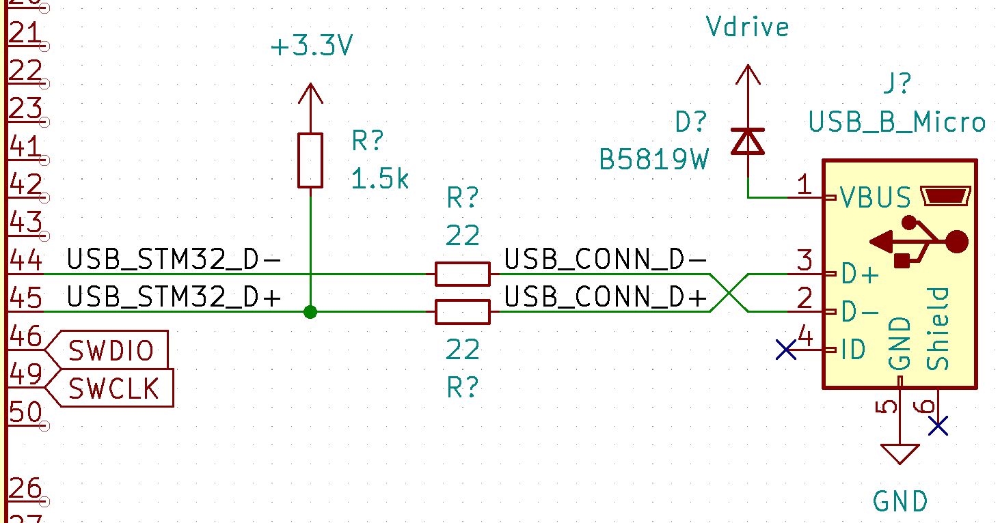 20
21
22
23
41
42
43
44
45
46
49
50
26
27
+3.3V
R?
1.5k
R?
22
USB_STM32_D-
USB_STM32_D+
USB_CONN_D-
USB_CONN_D+
22
R?
SWDIO
SWCLK
Vdrive
D?
B5819W
J?
USB_B_Micro
1
VBUS
3
D+
2
D-
4
ID
GND
Shield
5
6
GND